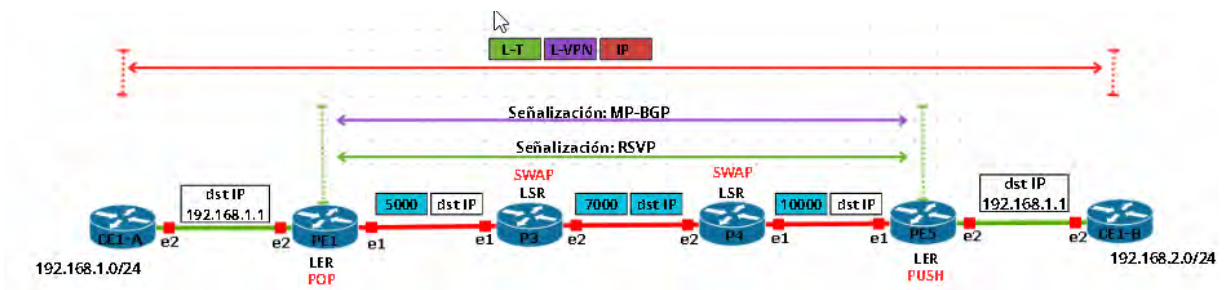 L-T L-VPN IP
Señalización: MP-BGP
Señalización: RSVP
SWAP SWAP
LSR LSR
dst IP
192.168.1.1
5000 dst IP
7000 dst IP
10000 dst IP
dst IP
192.168.1.1
CE1-A e2 e2 PE1 e1 e1 P3 e2 e2 P4 e1 e1 PE5 e2 e2 CE1-B
192.168.1.0/24
LER
POP
LER
PUSH
192.168.2.0/24